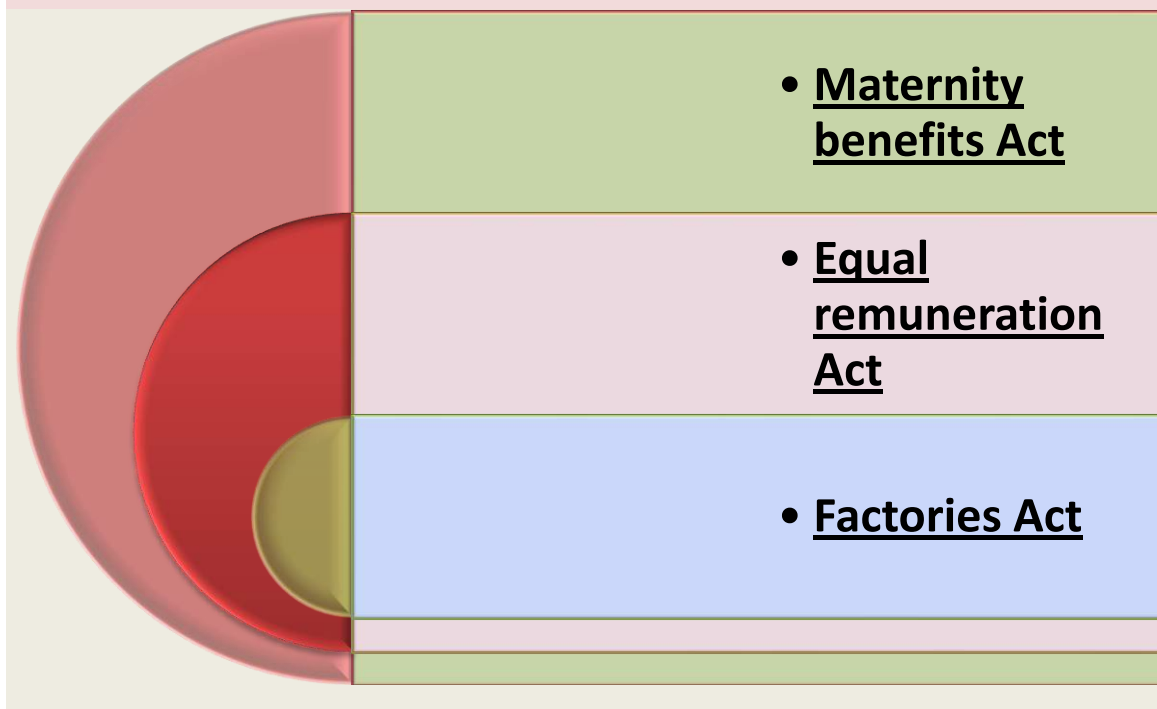 • Maternity
benefits Act
• Equal
remuneration
Act
• Factories Act